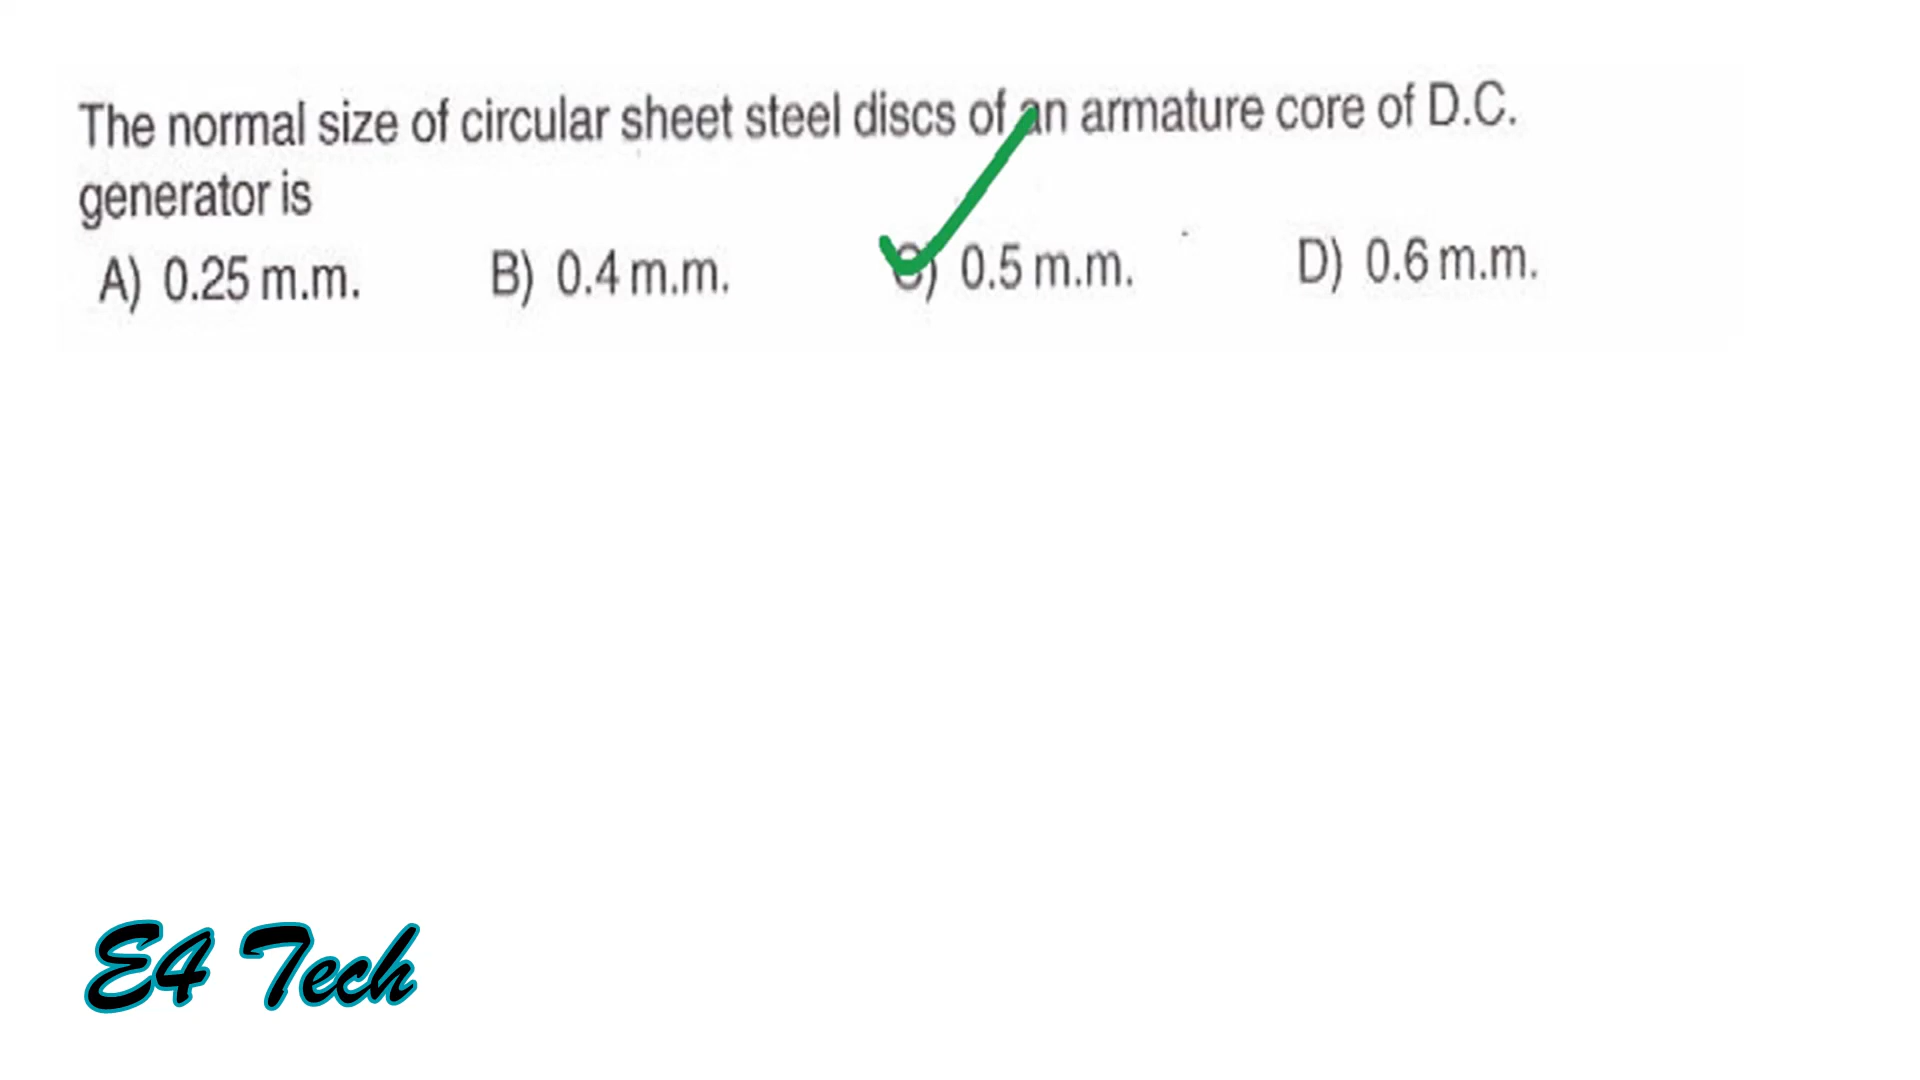 The normal size of circular sheet steel discs of an armature core of D.C.
generator is
A) 0.25 m.m. B) 0.4 m.m. C) 0.5 m.m. D) 0.6 m.m.
E4 Tech